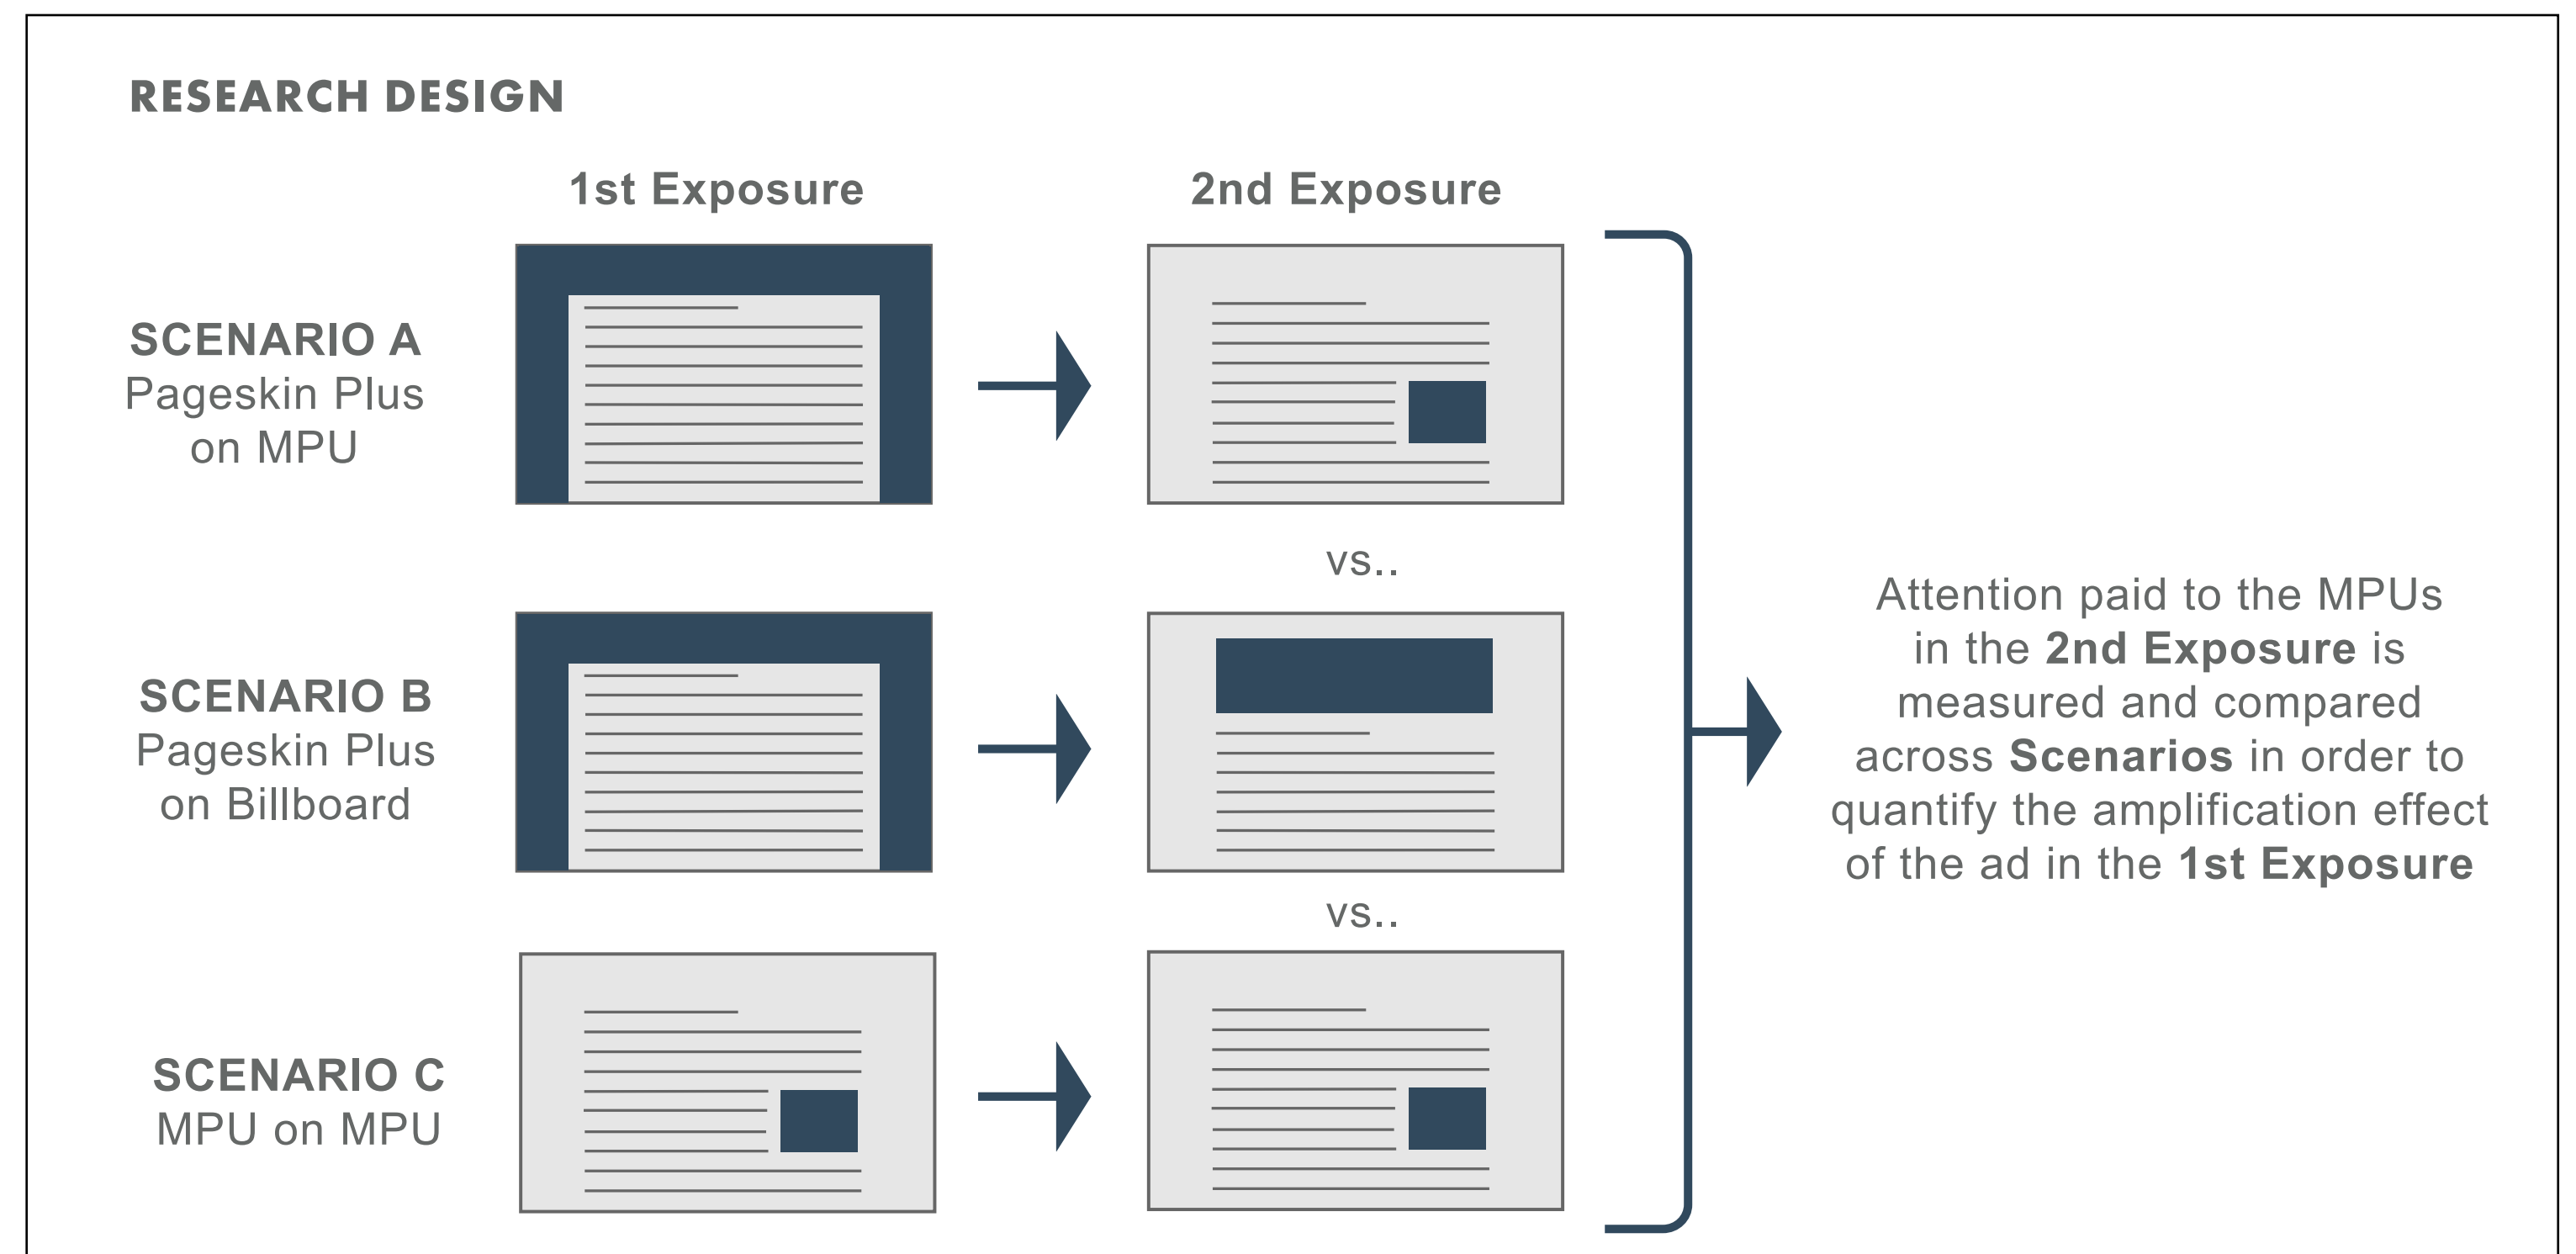 RESEARCH DESIGN
1st Exposure
2nd Exposure
SCENARIO A
Pageskin Plus
on MPU
vs..
SCENARIO B
Pageskin Plus
on Billboard
vs..
SCENARIO C
MPU on MPU
Attention paid to the MPUs
in the 2nd Exposure is
measured and compared
across Scenarios in order to
quantify the amplification effect
of the ad in the 1st Exposure